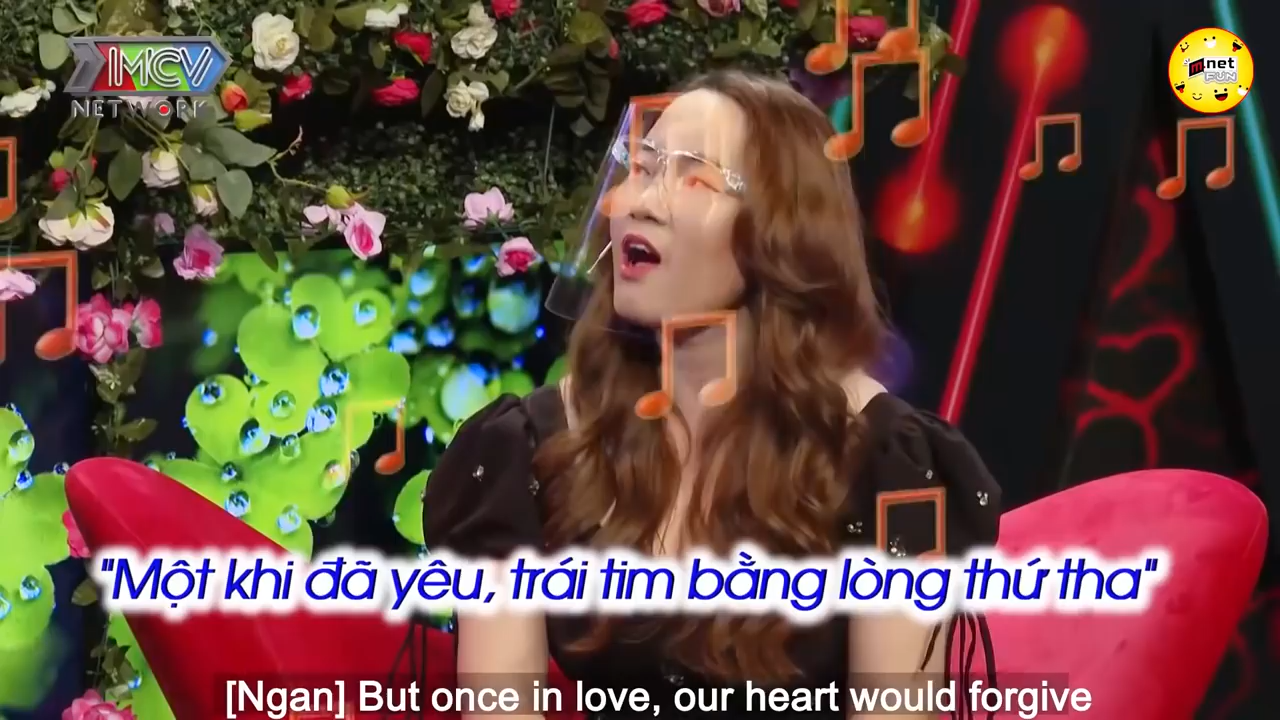 MCV
NETWORK
m.net
FUN
"Một khi đã yêu, trái tim bằng lòng thứ tha"
[Ngan] But once in love, our heart would forgive